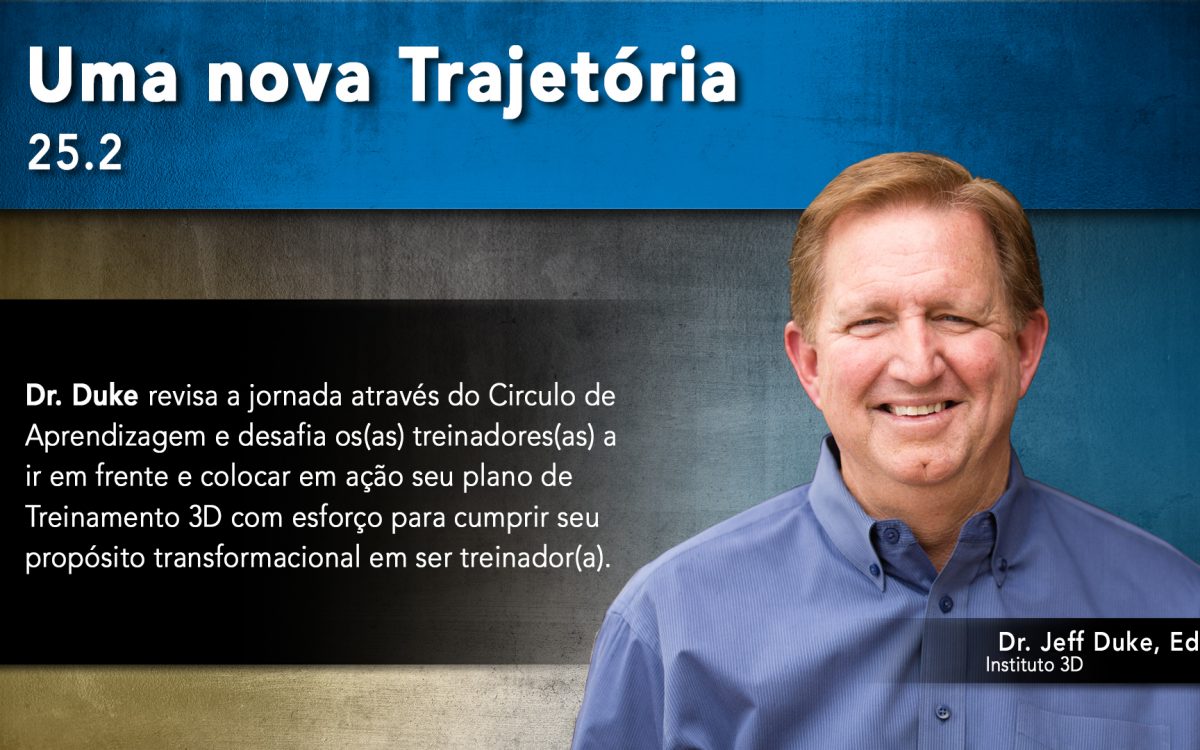 Uma nova Trajetória
25.2
Dr. Duke revisa a jornada através do Circulo de
Aprendizagem e desafia os(as) treinadores(as) a
ir em frente e colocar em ação seu plano de
Treinamento 3D com esforço para cumprir seu
propósito transformacional em ser treinador(a).
Dr. Jeff Duke, Ed
Instituto 3D